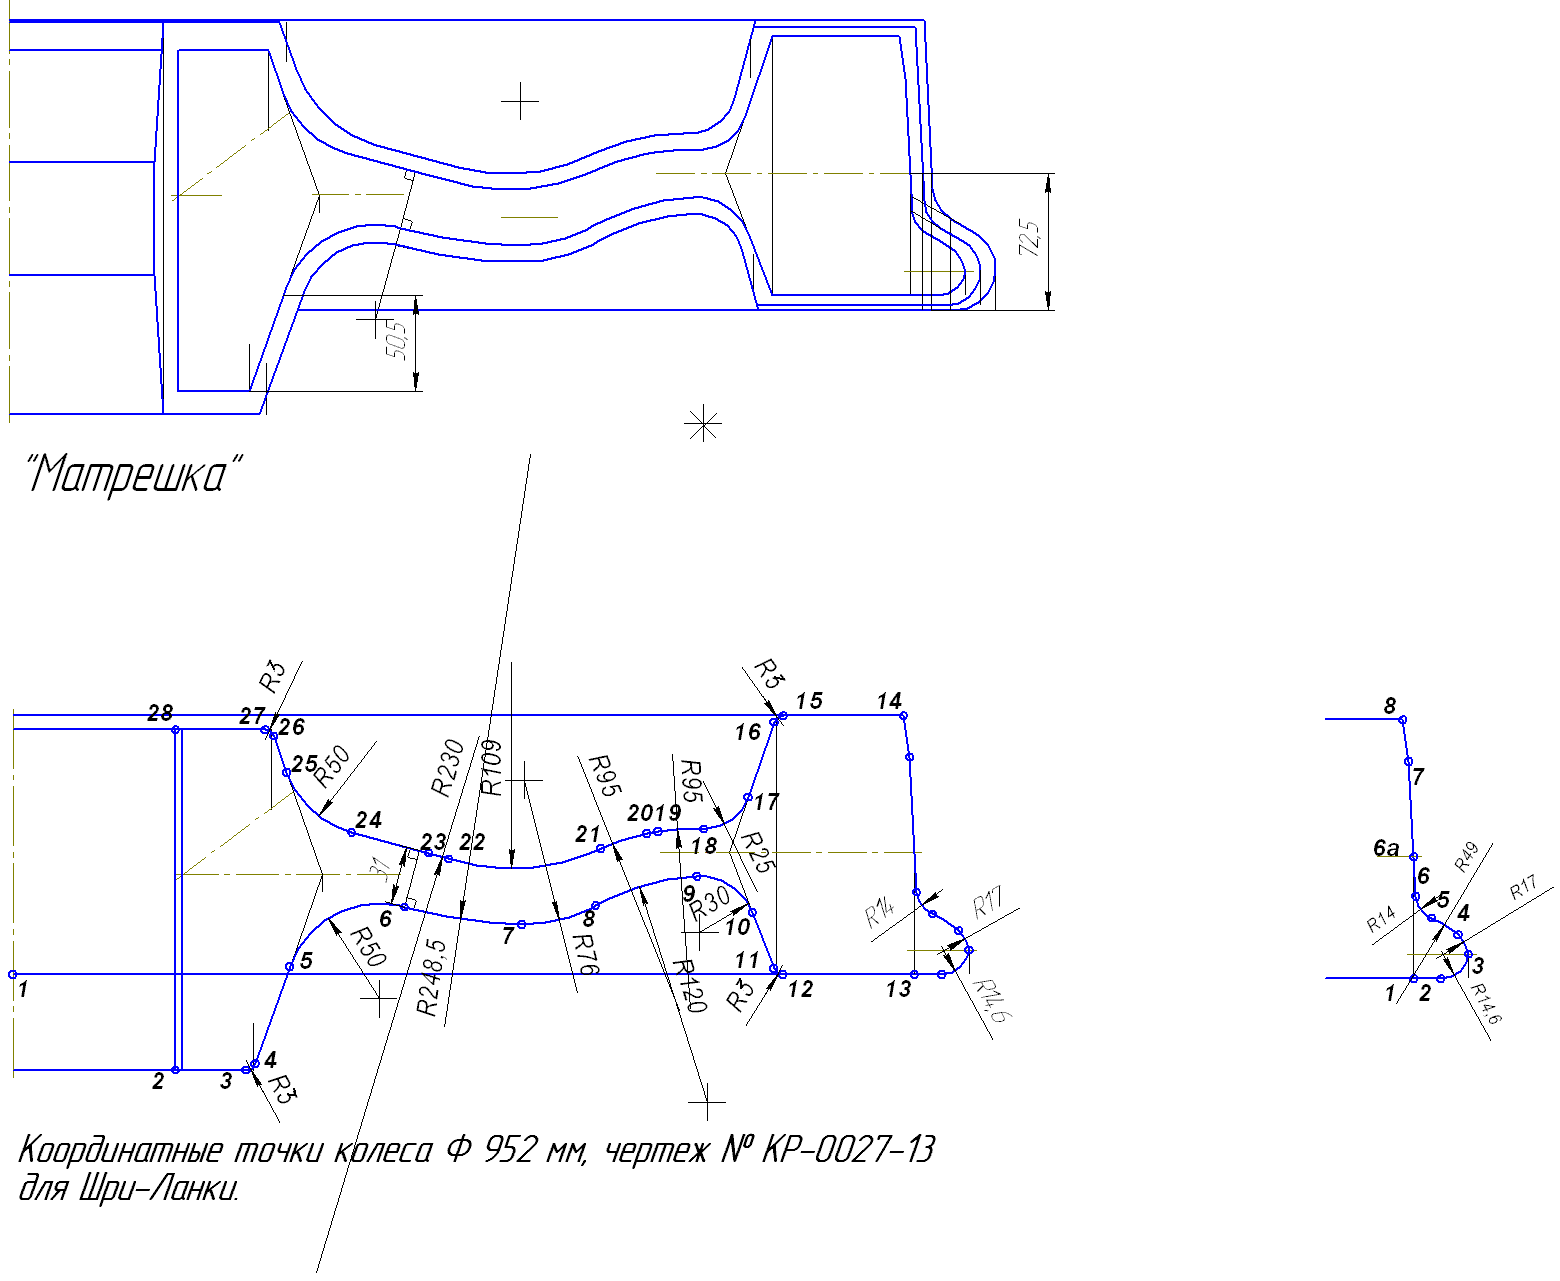 72,5
50,5
"Матрешка"
R3
R3
28
27
26
15
14
8
16
25
R50
R230
R109
R95
R95
7
24
23
22
21
20
19
18
17
6а
R49
31
R25
6
R14
R17
R17
6
7
8
9
R30
10
5
4
R14
5
R50
R248,5
R76
R120
11
3
1
R3
12
13
R14,6
1
2
R14,6
2
3
4
R3
Координатные точки колеса Ф 952 мм, чертеж № КР-0027-13
для Шри-Ланки.